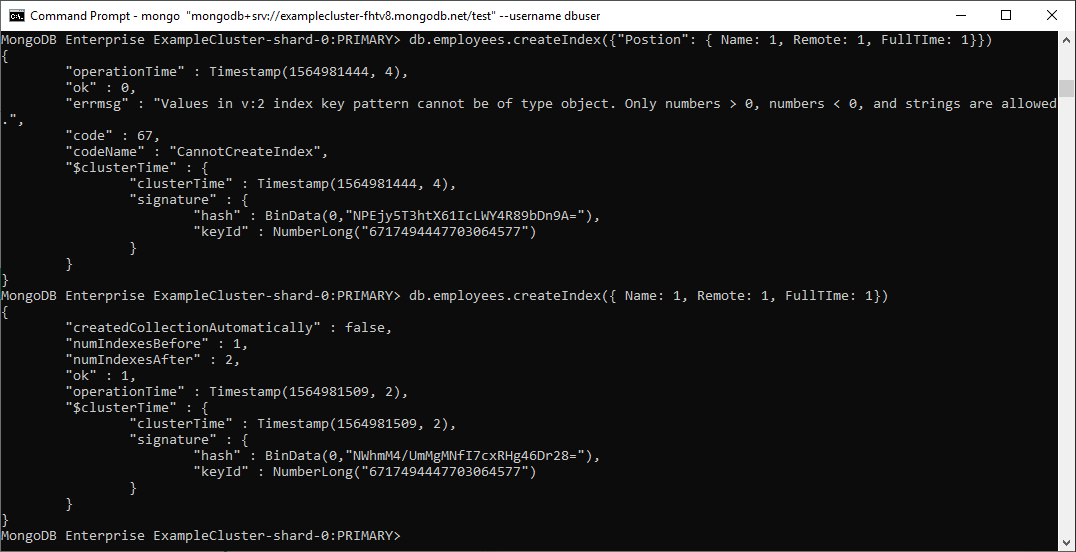 Command Prompt - mongo "mongodb+srv://examplecluster-fhtv8.mongodb.net/test" --username dbuser
MongoDB Enterprise ExampleCluster-shard-0:PRIMARY> db.employees.createIndex({"Postion": { Name: 1, Remote: 1, FullTIme: 1}})
{
        "operationTime" : Timestamp(1564981444, 4),
        "ok" : 0,
        "errmsg" : "Values in v:2 index key pattern cannot be of type object. Only numbers > 0, numbers < 0, and strings are allowed
.",
        "code" : 67,
        "codeName" : "CannotCreateIndex",
        "$clusterTime" : {
                "clusterTime" : Timestamp(1564981444, 4),
                "signature" : {
                        "hash" : BinData(0,"NPEjy5T3htX61IcLWY4R89bDn9A="),
                        "keyId" : NumberLong("6717494447703064577")
                }
        }
}
MongoDB Enterprise ExampleCluster-shard-0:PRIMARY> db.employees.createIndex({ Name: 1, Remote: 1, FullTIme: 1})
{
        "createdCollectionAutomatically" : false,
        "numIndexesBefore" : 1,
        "numIndexesAfter" : 2,
        "ok" : 1,
        "operationTime" : Timestamp(1564981509, 2),
        "$clusterTime" : {
                "clusterTime" : Timestamp(1564981509, 2),
                "signature" : {
                        "hash" : BinData(0,"NWhmM4/UmMgMNfI7cxRHg46Dr28="),
                        "keyId" : NumberLong("6717494447703064577")
                }
        }
}
MongoDB Enterprise ExampleCluster-shard-0:PRIMARY>